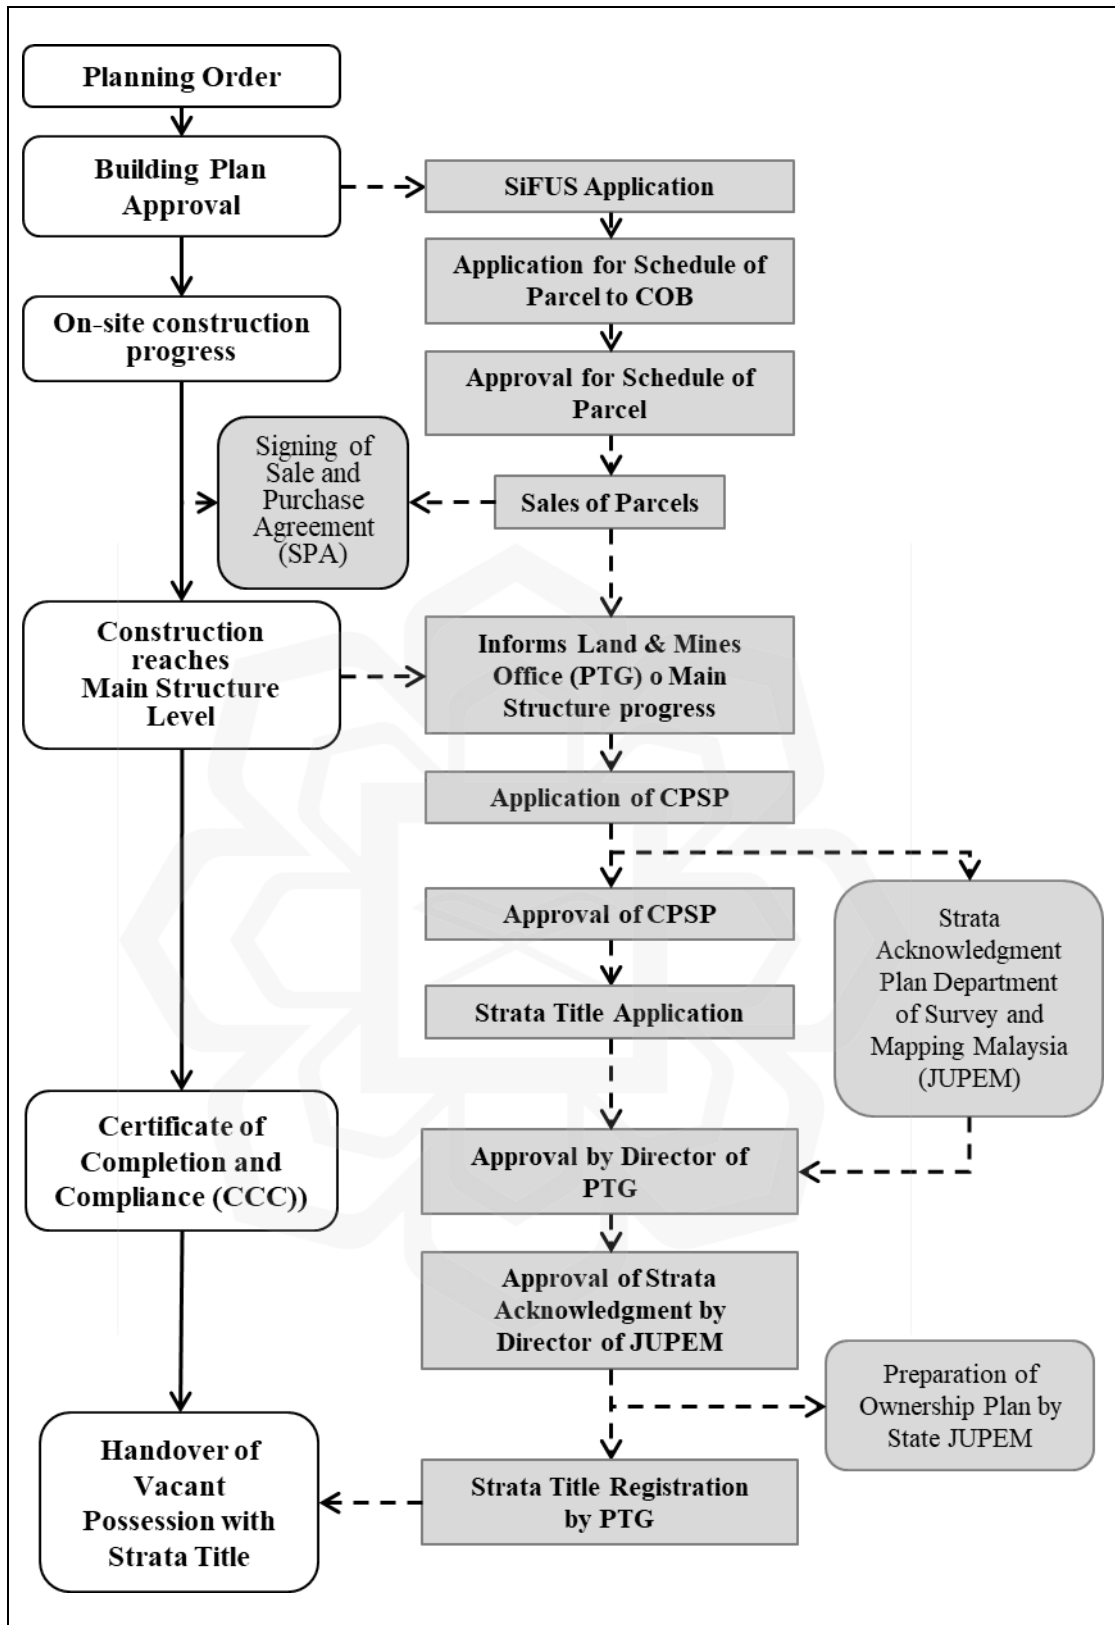 Planning Order
Building Plan
Approval
SiFUS Application
Application for Schedule of
Parcel to COB
On-site construction
progress
Approval for Schedule of
Parcel
Signing of
Sale and
Purchase
Agreement
(SPA)
Sales of Parcels
Construction
reaches
Main Structure
Level
Informs Land & Mines
Office (PTG) o Main
Structure progress
Application of CPSP
Approval of CPSP
Strata
Acknowledgment
Plan Department
of Survey and
Mapping Malaysia
(JUPEM)
Strata Title Application
Certificate of
Completion and
Compliance (CCC))
Approval by Director of
PTG
Approval of Strata
Acknowledgment by
Director of JUPEM
Preparation of
Ownership Plan by
State JUPEM
Handover of
Vacant
Possession with
Strata Title
Strata Title Registration
by PTG